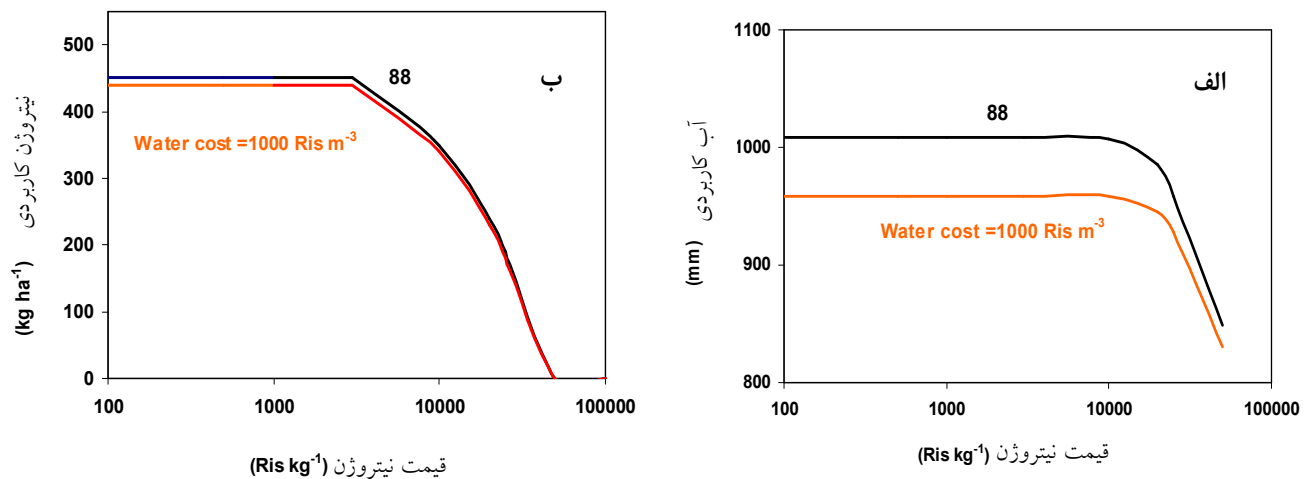 500
400
300
200
100
0
100
1000
10000
100000
نیتروژن کاربردی
(kg ha-1)
88
ب
Water cost =1000 Ris m-3
قیمت نیتروژن (Ris kg-1)
1100
1000
900
800
100
1000
10000
100000
آب کاربردی
(mm)
الف
88
Water cost =1000 Ris m-3
قیمت نیتروژن (Ris kg-1)